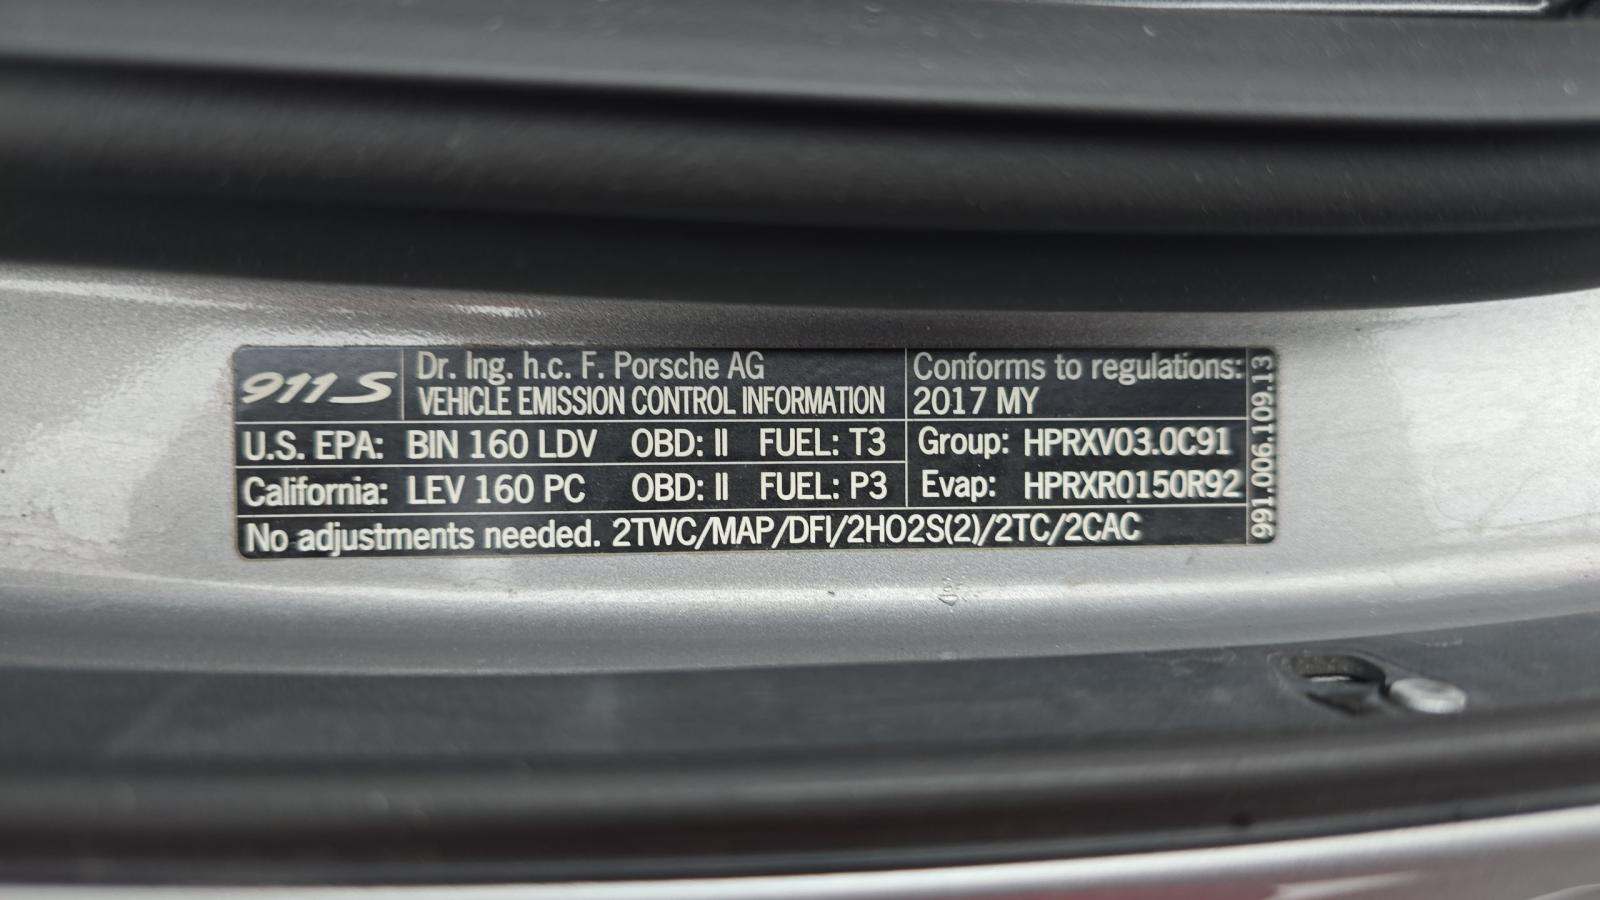 911 S
Dr. Ing. h.c. F. Porsche AG
VEHICLE EMISSION CONTROL INFORMATION
Conforms to regulations:
2017 MY
U.S. EPA: BIN 160 LDV OBD: II FUEL: T3
Group: HPRXV03.0C91
California: LEV 160 PC OBD: II FUEL: P3
Evap: HPRXR0150R92
No adjustments needed. 2TWC/MAP/DFI/2HO2S(2)/2TC/2CAC
991.006.109.13